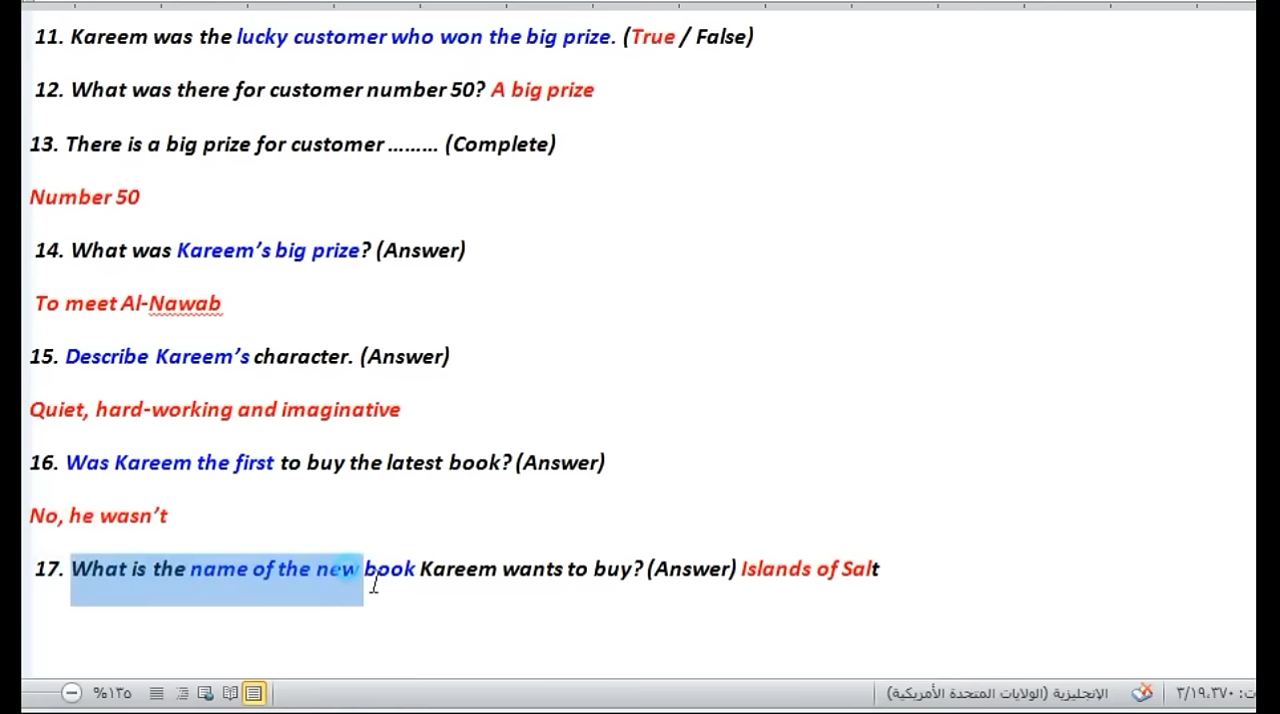 11. Kareem was the lucky customer who won the big prize. (True / False)
12. What was there for customer number 50? A big prize
13. There is a big prize for customer ......... (Complete)
Number 50
14. What was Kareem's big prize? (Answer)
To meet Al-Nawab
15. Describe Kareem's character. (Answer)
Quiet, hard-working and imaginative
16. Was Kareem the first to buy the latest book? (Answer)
No, he wasn't
17. What is the name of the new book Kareem wants to buy? (Answer) Islands of Salt
%١٣٥ الإنجليزية (الولايات المتحدة الأمريكية) ٣/١٩,٣٧٠